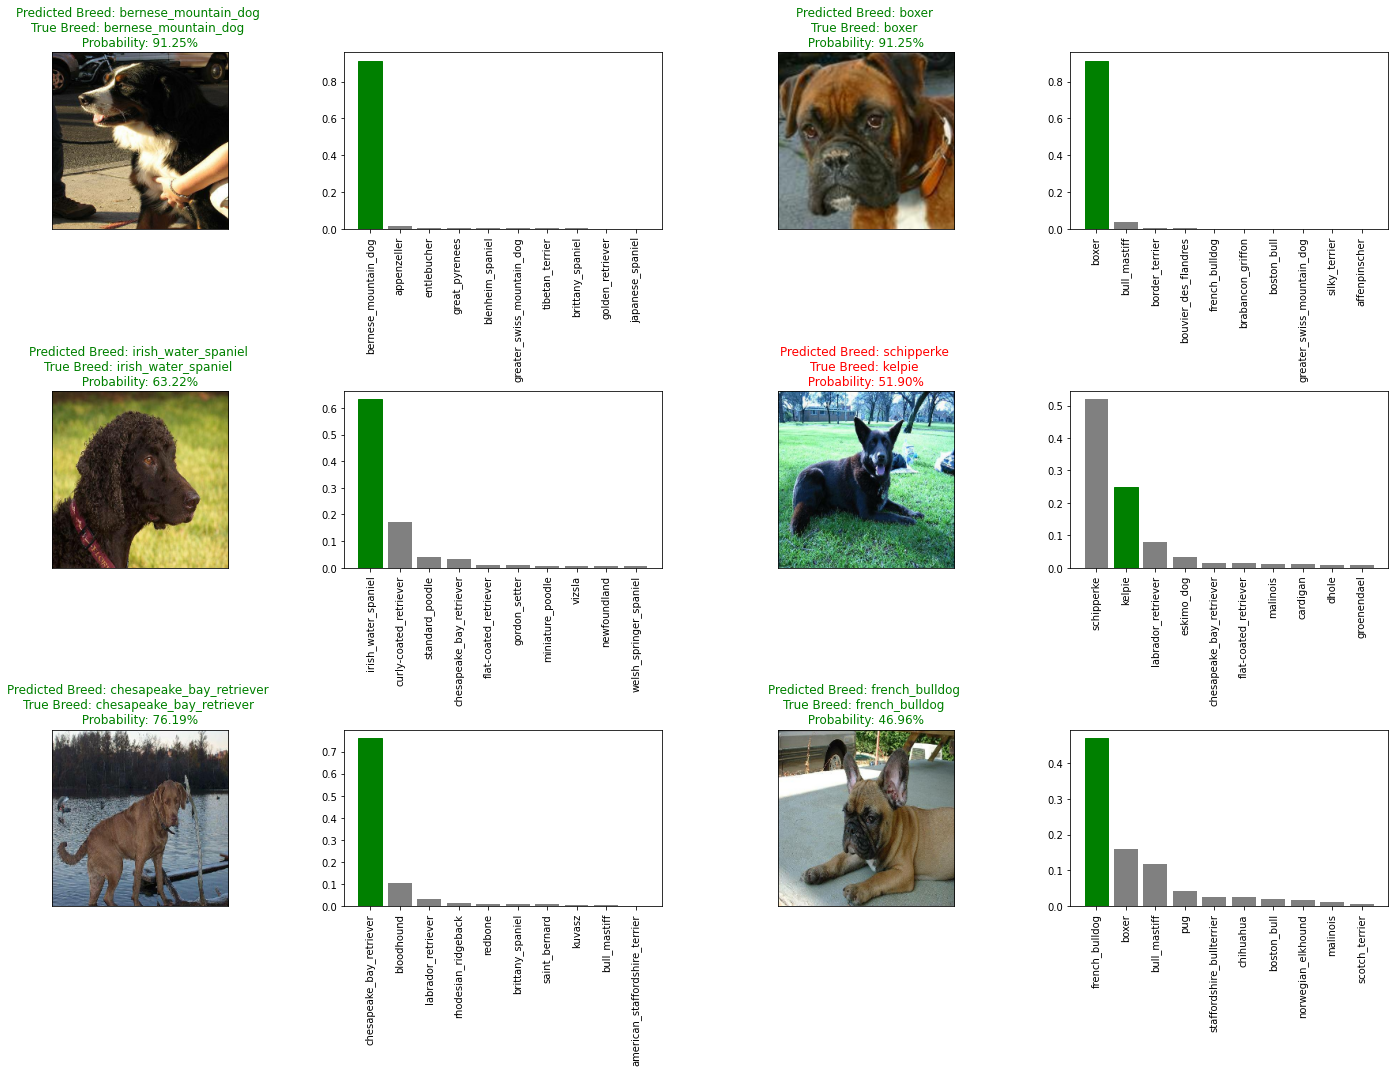 Predicted Breed: bernese_mountain_dog
True Breed: bernese_mountain_dog
Probability: 91.25%
0.8
0.6
0.4
0.2
0.0
bernese_mountain_dog
appenzeller
entlebucher
great_pyrenees
blenheim_spaniel
greater_swiss_mountain_dog
tibetan_terrier
brittany_spaniel
golden_retriever
japanese_spaniel
Predicted Breed: boxer
True Breed: boxer
Probability: 91.25%
0.8
0.6
0.4
0.2
0.0
boxer
bull_mastiff
border_terrier
bouvier_des_flandres
french_bulldog
brabancon_griffon
boston_bull
greater_swiss_mountain_dog
silky_terrier
affenpinscher
Predicted Breed: irish_water_spaniel
True Breed: irish_water_spaniel
Probability: 63.22%
0.6
0.5
0.4
0.3
0.2
0.1
0.0
irish_water_spaniel
curly-coated_retriever
standard_poodle
chesapeake_bay_retriever
flat-coated_retriever
gordon_setter
miniature_poodle
vizsla
newfoundland
welsh_springer_spaniel
Predicted Breed: schipperke
True Breed: kelpie
Probability: 51.90%
0.5
0.4
0.3
0.2
0.1
0.0
schipperke
kelpie
labrador_retriever
eskimo_dog
chesapeake_bay_retriever
flat-coated_retriever
malinois
cardigan
dhole
groenendael
Predicted Breed: chesapeake_bay_retriever
True Breed: chesapeake_bay_retriever
Probability: 76.19%
0.7
0.6
0.5
0.4
0.3
0.2
0.1
0.0
chesapeake_bay_retriever
bloodhound
labrador_retriever
rhodesian_ridgeback
redbone
brittany_spaniel
saint_bernard
kuvasz
bull_mastiff
american_staffordshire_terrier
Predicted Breed: french_bulldog
True Breed: french_bulldog
Probability: 46.96%
0.4
0.3
0.2
0.1
0.0
french_bulldog
boxer
bull_mastiff
pug
staffordshire_bullterrier
chihuahua
boston_bull
norwegian_elkhound
malinois
scotch_terrier